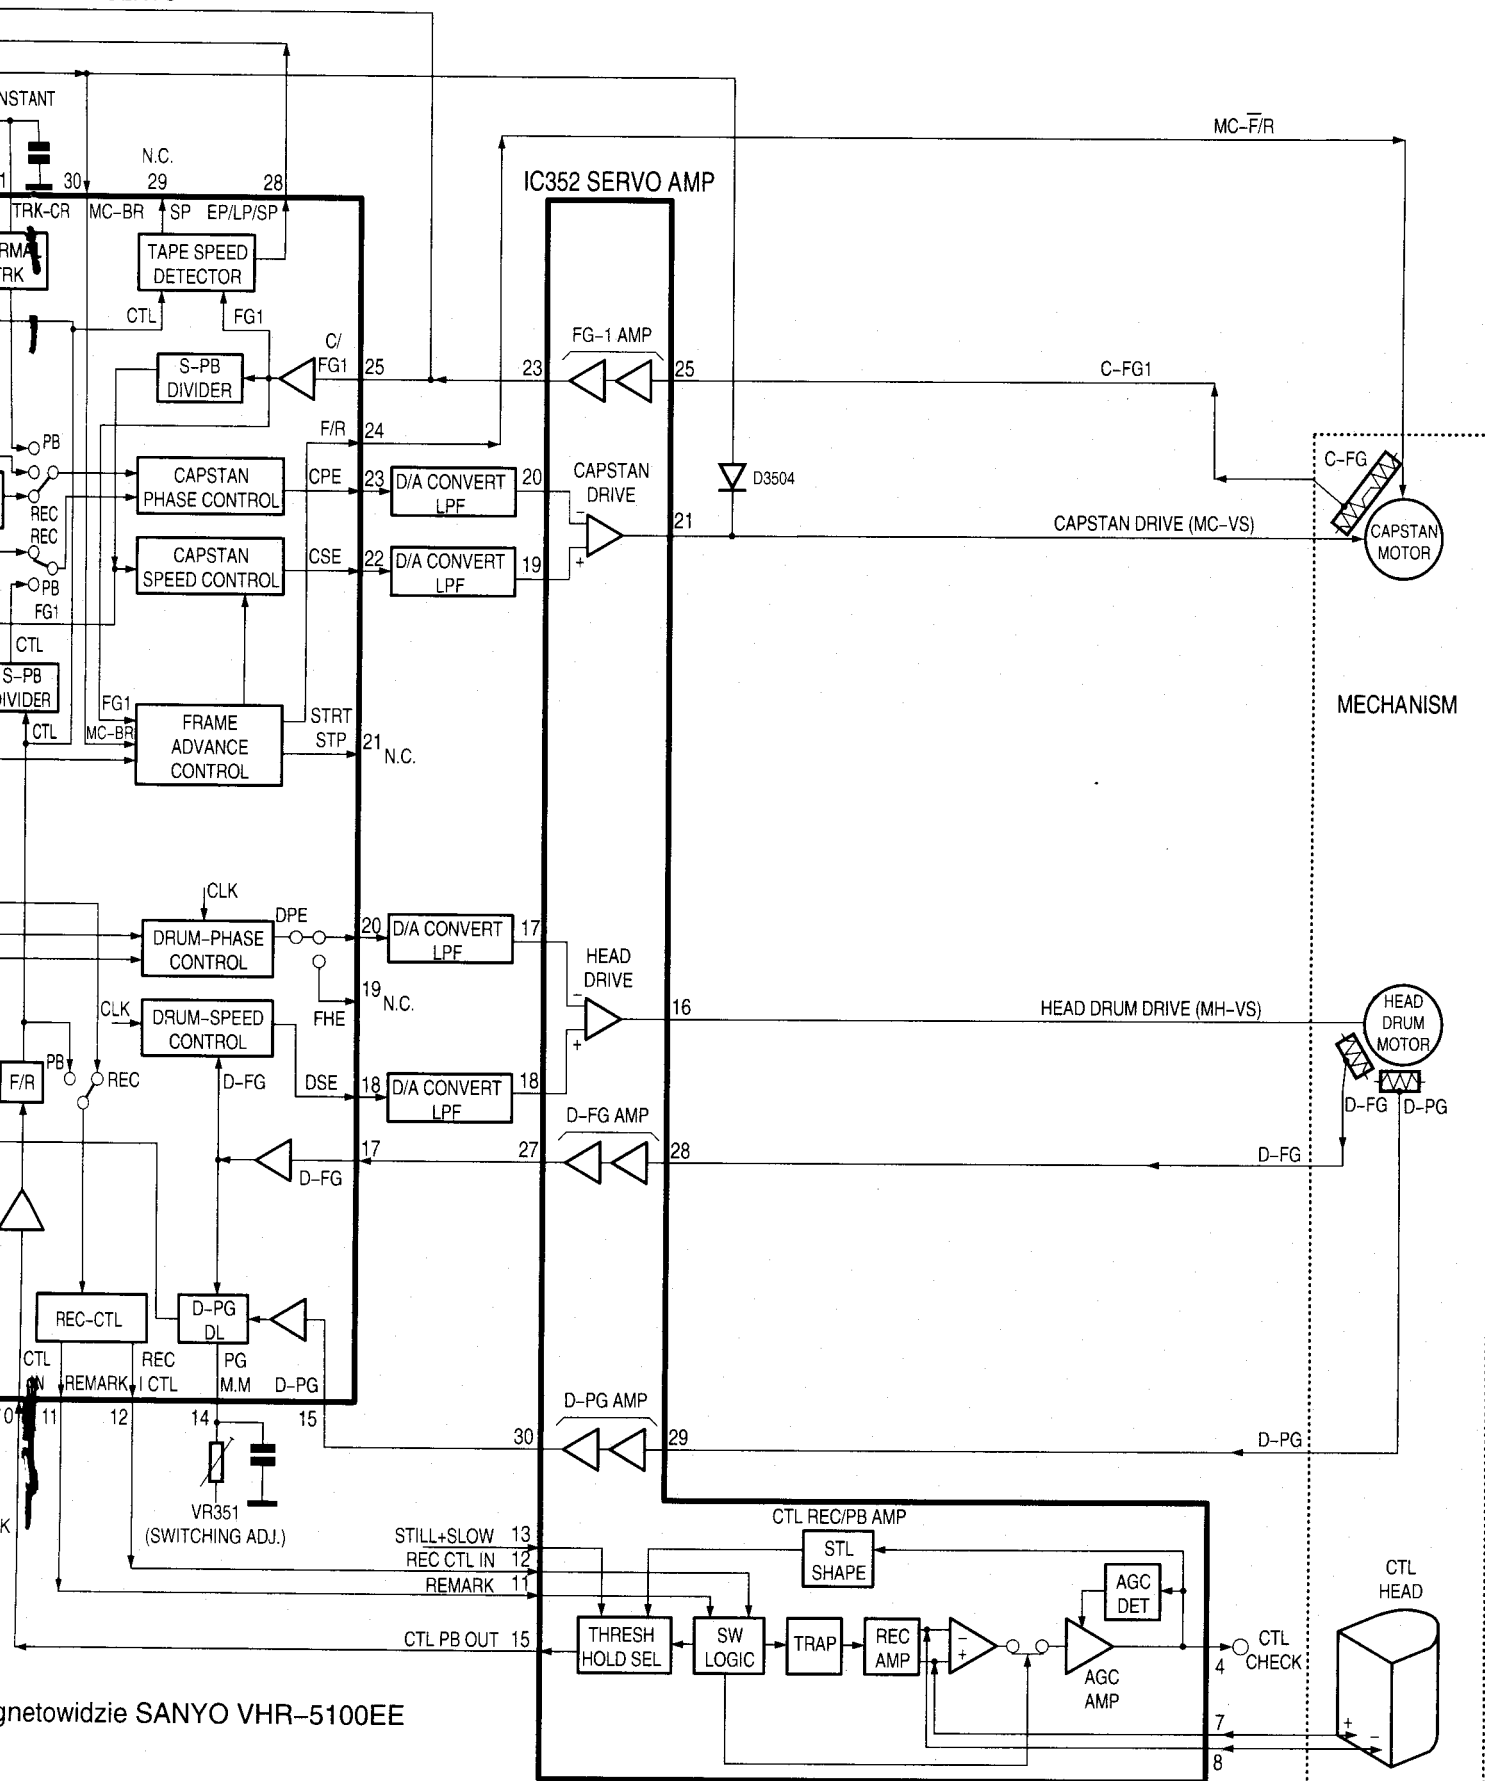 NSTANT
MC-F̅/R
N.C.
30
29
28
IC352 SERVO AMP
TRK-CR
MC-BR
SP
EP/LP/SP
TRK
TAPE SPEED
DETECTOR
CTL
FG1
FG-1 AMP
C/
FG1
25
23
25
C-FG1
S-PB
DIVIDER
F/R
24
PB
C-FG
CAPSTAN
PHASE CONTROL
CPE
23
D/A CONVERT
LPF
20
CAPSTAN
DRIVE
D3504
REC
REC
-
+
21
CAPSTAN DRIVE (MC-VS)
CAPSTAN
MOTOR
CAPSTAN
SPEED CONTROL
CSE
22
D/A CONVERT
LPF
19
PB
FG1
CTL
S-PB
IVIDER
MECHANISM
FG1
CTL
MC-BR
FRAME
ADVANCE
CONTROL
STRT
STP
21
N.C.
CLK
DPE
DRUM-PHASE
CONTROL
20
D/A CONVERT
LPF
17
HEAD
DRIVE
19
N.C.
FHE
-
+
16
HEAD DRUM DRIVE (MH-VS)
HEAD
DRUM
MOTOR
CLK
DRUM-SPEED
CONTROL
PB
F/R
REC
D-FG
DSE
18
D/A CONVERT
LPF
18
D-FG
D-PG
D-FG AMP
17
27
28
D-FG
D-FG
REC-CTL
D-PG
DL
CTL
IN
REMARK
REC
I CTL
PG
M.M
D-PG
11
12
14
15
D-PG AMP
30
29
D-PG
VR351
(SWITCHING ADJ.)
K
STILL+SLOW 13
REC CTL IN 12
REMARK 11
CTL REC/PB AMP
STL
SHAPE
AGC
DET
CTL
HEAD
CTL PB OUT 15
THRESH
HOLD SEL
SW
LOGIC
TRAP
REC
AMP
-
+
AGC
AMP
4
CTL
CHECK
7
8
+
-
gnetowidzie SANYO VHR-5100EE